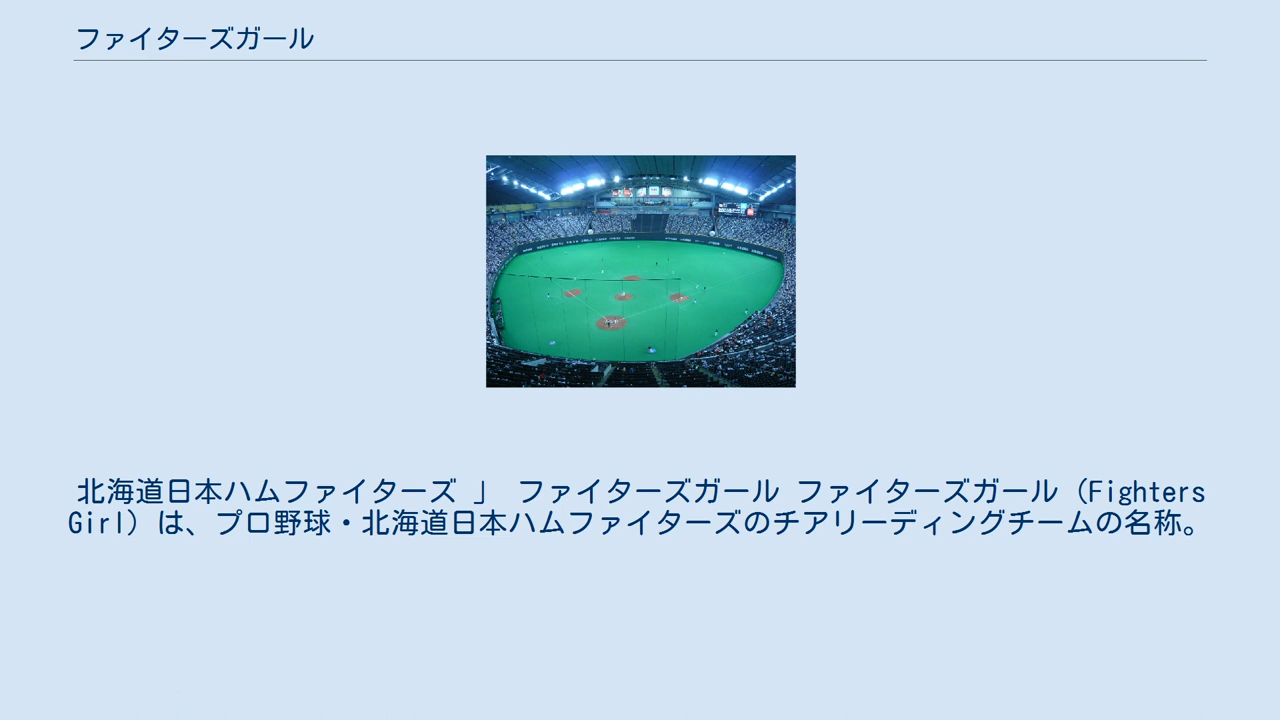 ファイターズガール
北海道日本ハムファイターズ 」 ファイターズガール ファイターズガール（Fighters
Girl）は、プロ野球・北海道日本ハムファイターズのチアリーディングチームの名称。